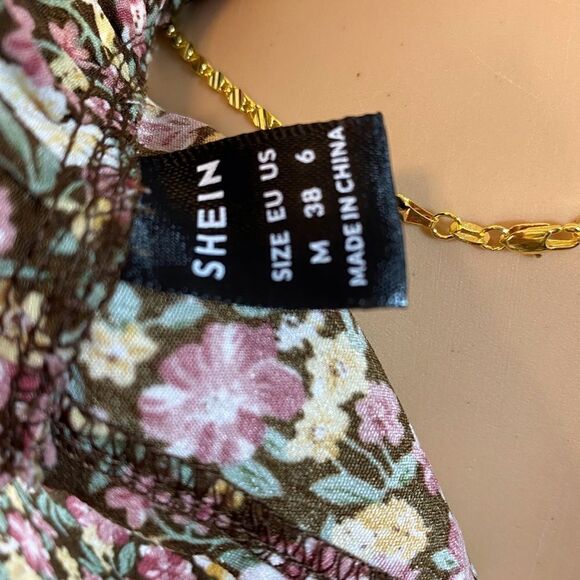 SHEIN
SIZE EU US
M 38 6
MADE IN CHINA